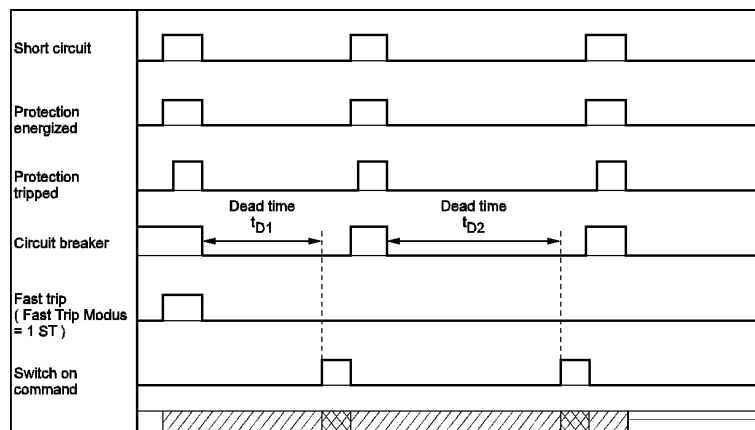 Short circuit
Protection
energized
Protection
tripped
Dead time
tD1
Dead time
tD2
Circuit breaker
Fast trip
( Fast Trip Modus
= 1 ST )
Switch on
command